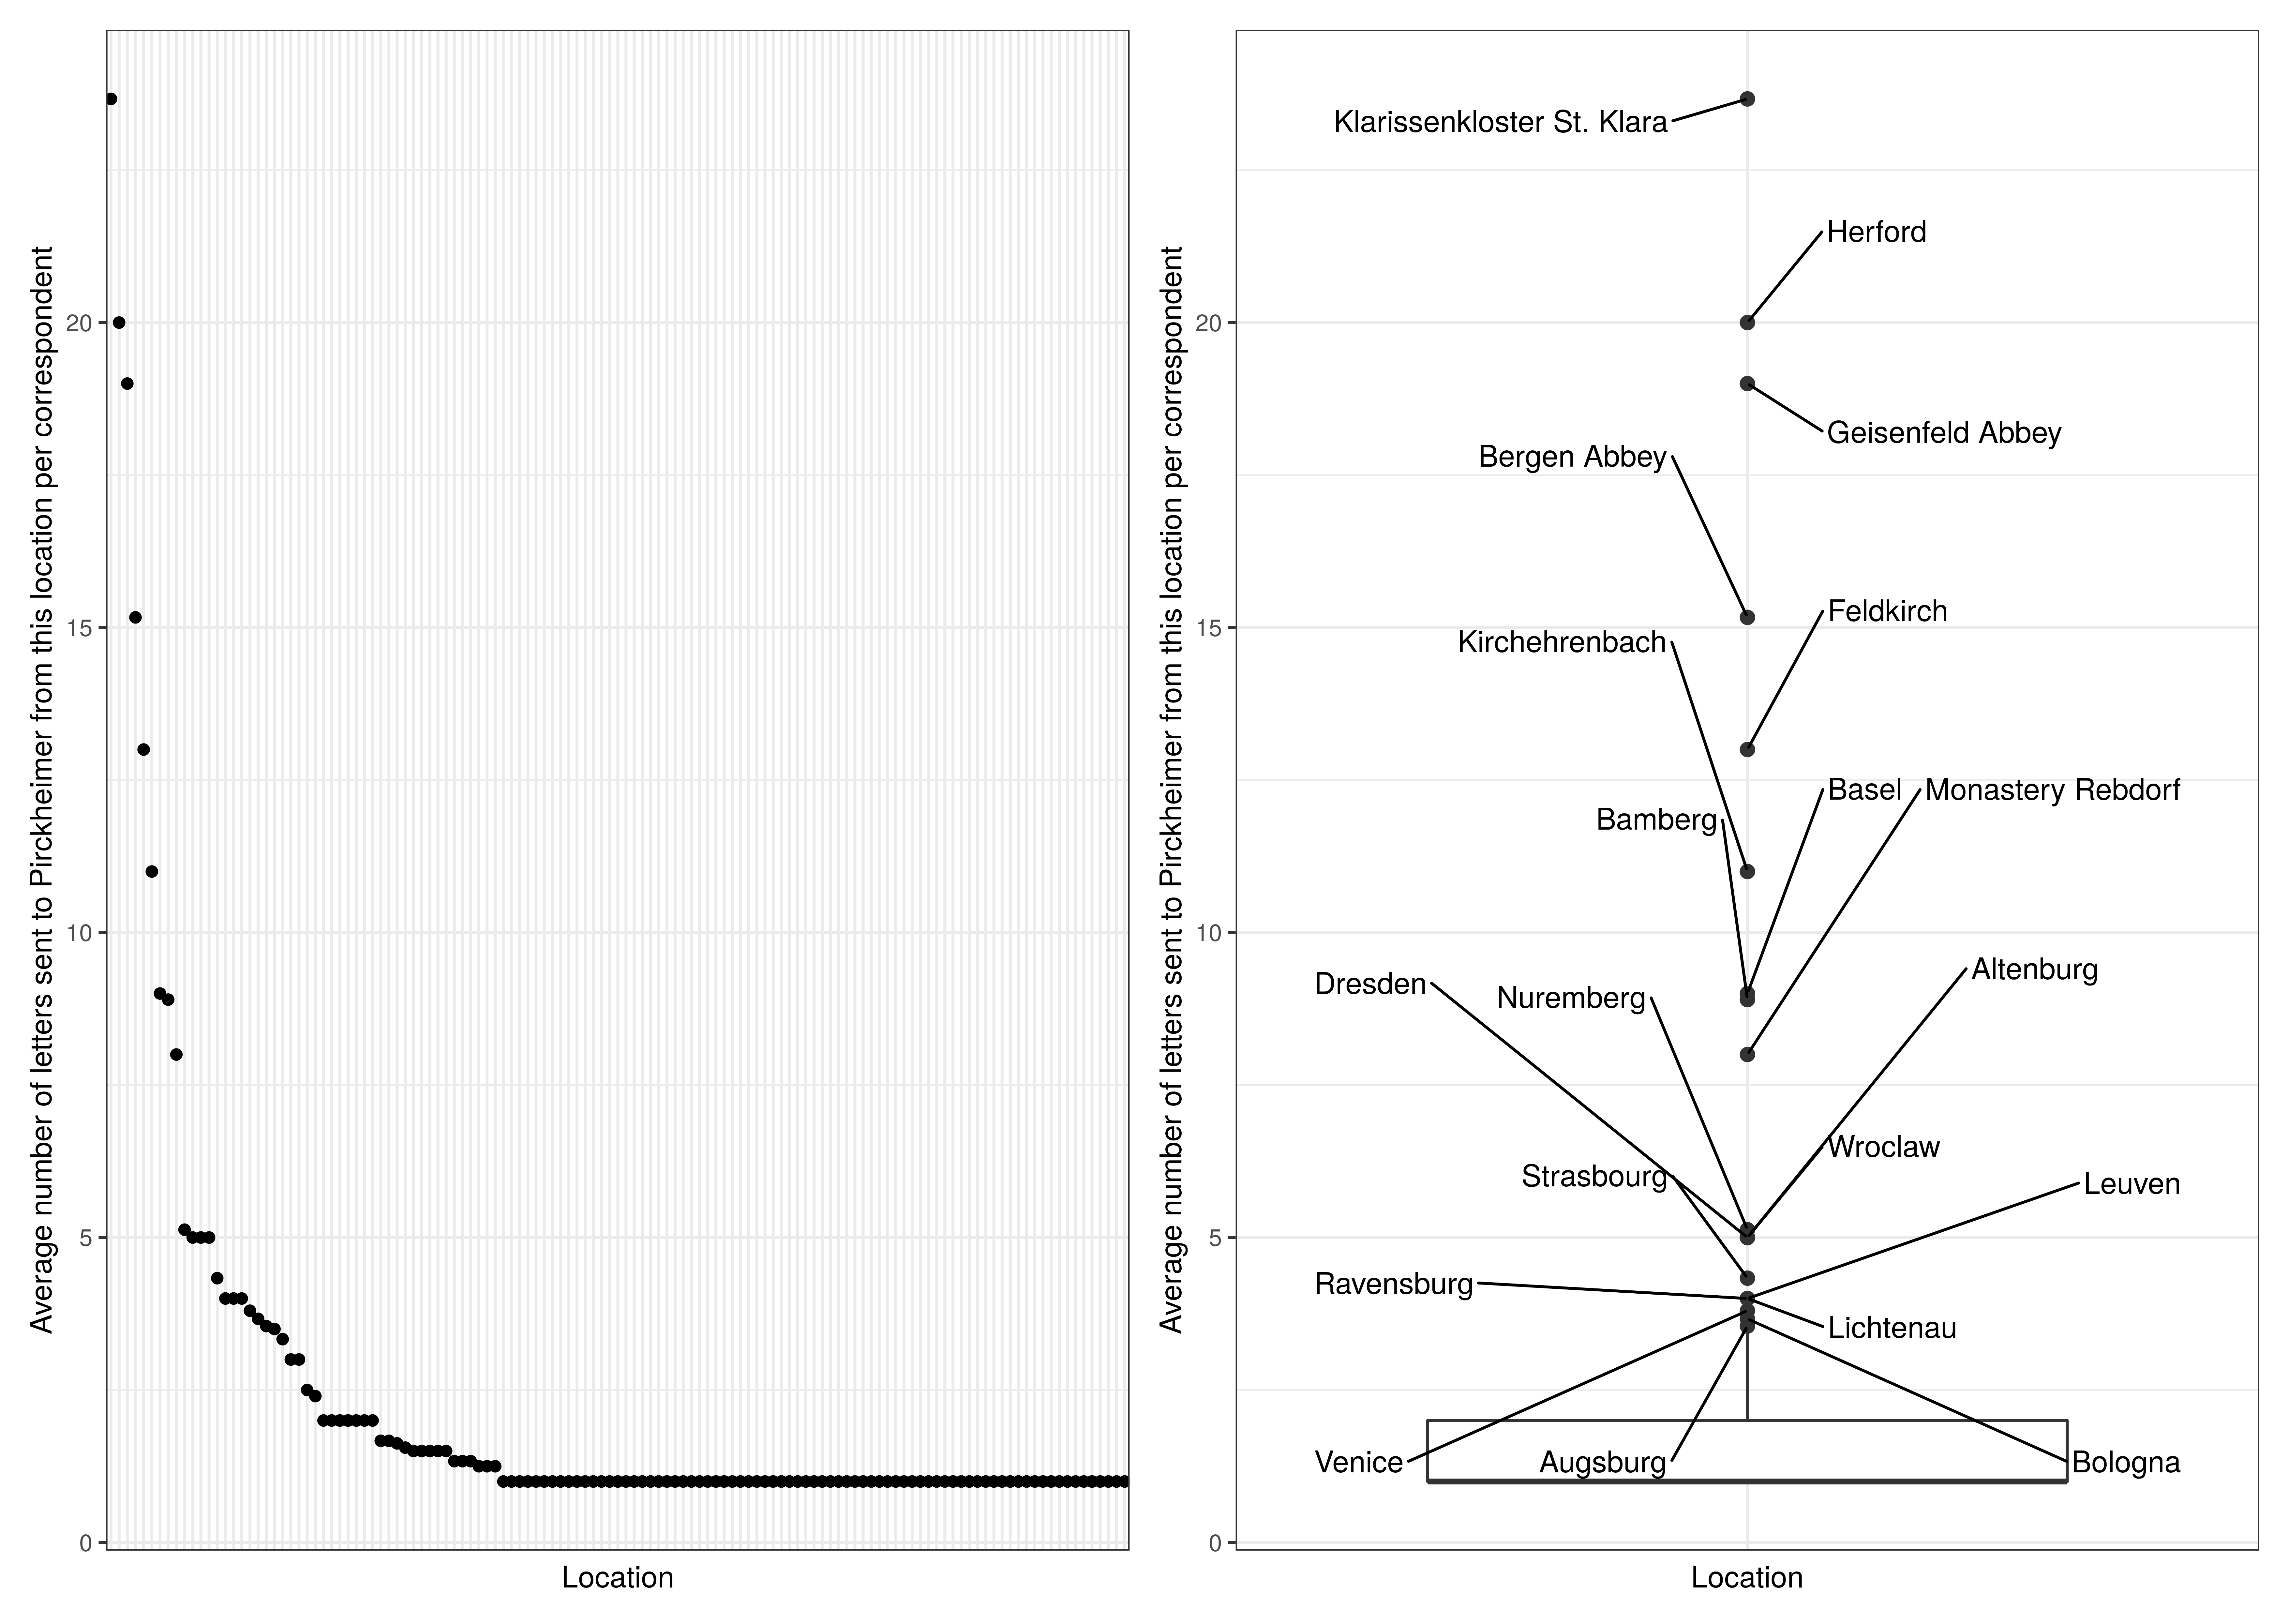 Average number of letters sent to Pirckheimer from this location per correspondent
20
15
10
5
0
Location
Average number of letters sent to Pirckheimer from this location per correspondent
20
15
10
5
0
Klarissenkloster St. Klara
Herford
Geisenfeld Abbey
Bergen Abbey
Feldkirch
Kirchehrenbach
Basel
Monastery Rebdorf
Bamberg
Altenburg
Dresden
Nuremberg
Wroclaw
Strasbourg
Leuven
Ravensburg
Lichtenau
Venice
Augsburg
Bologna
Location